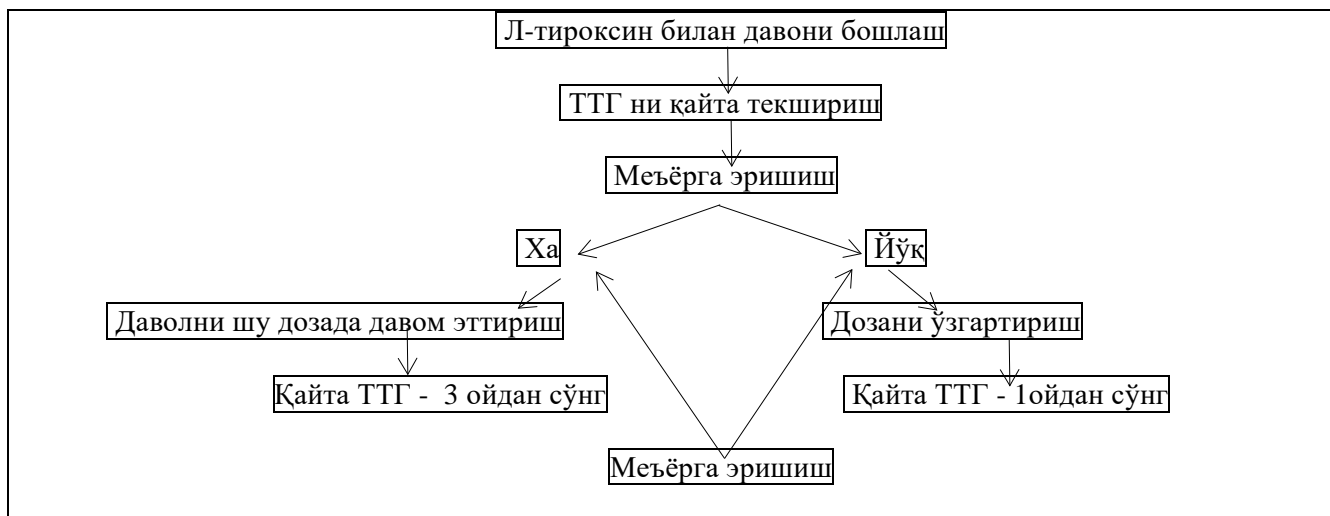 Л-тироксин билан давони бошлаш
ТТГ ни қайта текшириш
Меъёрга эришиш
Ха
Йўқ
Даволни шу дозада давом эттириш
Дозани ўзгартириш
Қайта ТТГ - 3 ойдан сўнг
Қайта ТТГ - 1ойдан сўнг
Меъёрга эришиш